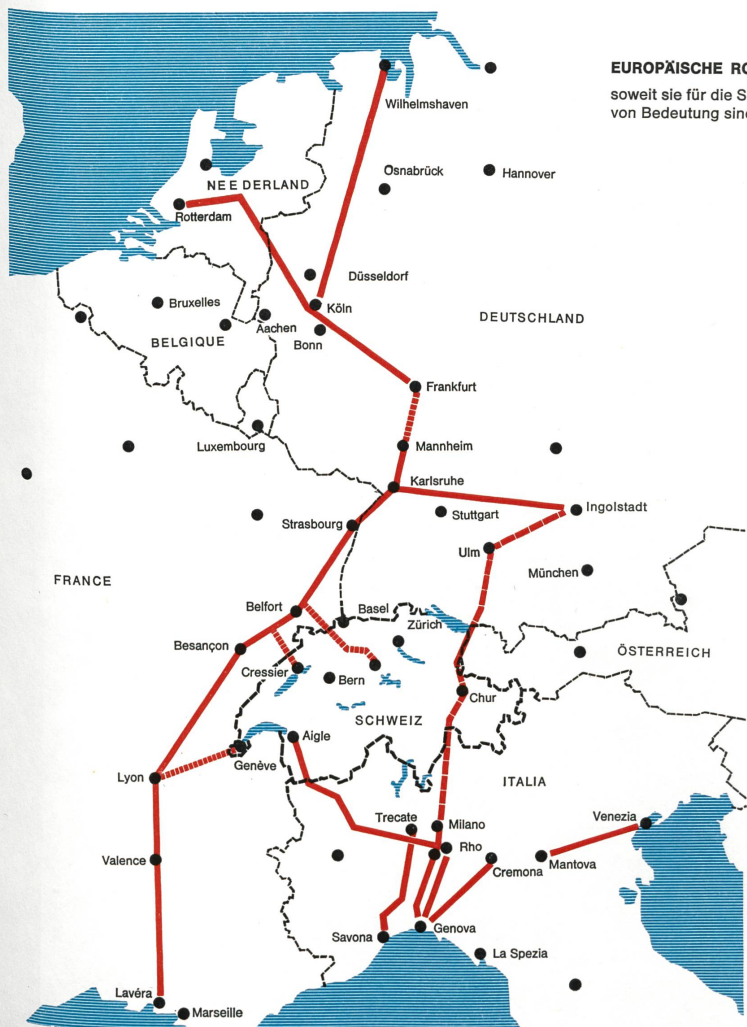 EUROPÄISCHE
soweit sie für die
von Bedeutung
Wilhelmshaven
Osnabrück
Hannover
NEEDERLAND
Rotterdam
Düsseldorf
Bruxelles
Köln
Aachen
DEUTSCHLAND
Bonn
BELGIQUE
Frankfurt
Luxembourg
Mannheim
Karlsruhe
Ingolstadt
Stuttgart
Strasbourg
Ulm
München
FRANCE
Belfort
Basel
Zürich
Besançon
ÖSTERREICH
Cressier
Bern
Chur
SCHWEIZ
Aigle
Genève
Lyon
ITALIA
Trecate
Milano
Venezia
Rho
Valence
Cremona
Mantova
Genova
Savona
La Spezia
Lavéra
Marseille